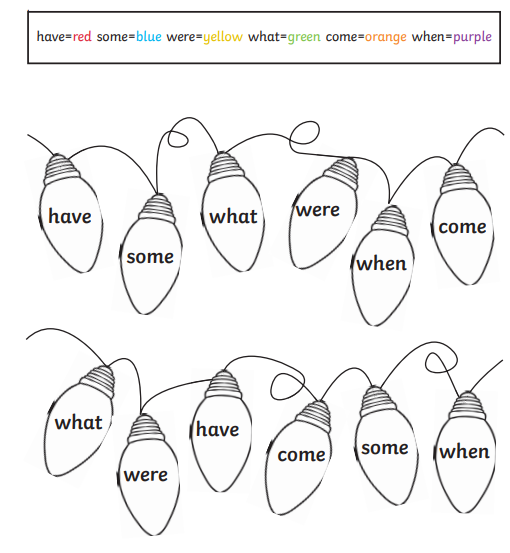 have=red some=blue were=yellow what=green come=orange when=purple
have
some
what
were
when
come
what
were
have
come
some
when